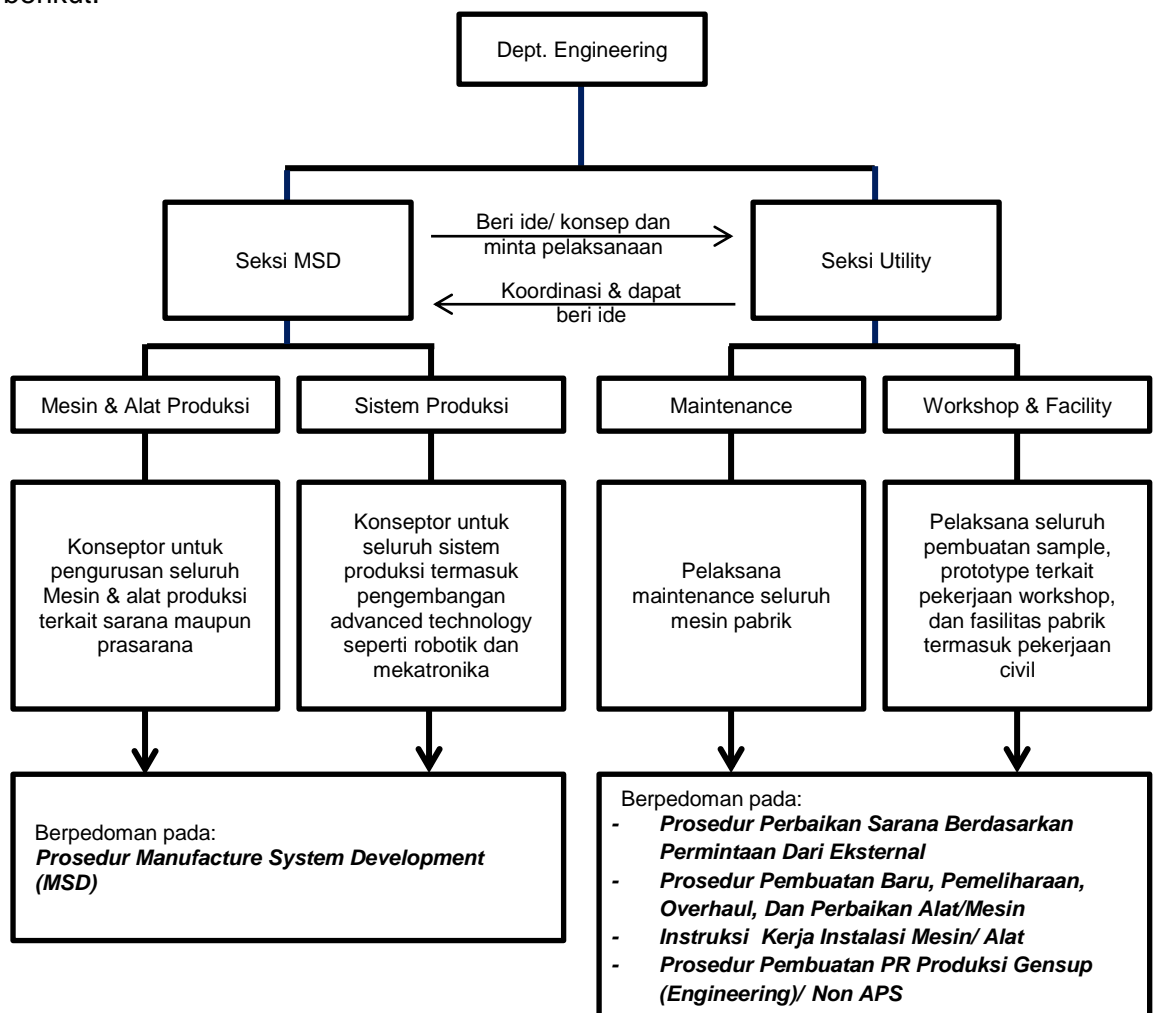 berikut:
Dept. Engineering
Seksi MSD
Beri ide/ konsep dan
minta pelaksanaan
Koordinasi & dapat
beri ide
Seksi Utility
Mesin & Alat Produksi
Sistem Produksi
Maintenance
Workshop & Facility
Konseptor untuk
pengurusan seluruh
Mesin & alat produksi
terkait sarana maupun
prasarana
Konseptor untuk
seluruh sistem
produksi termasuk
pengembangan
advanced technology
seperti robotik dan
mekatronika
Pelaksana
maintenance seluruh
mesin pabrik
Pelaksana seluruh
pembuatan sample,
prototype terkait
pekerjaan workshop,
dan fasilitas pabrik
termasuk pekerjaan
civil
Berpedoman pada:
Prosedur Manufacture System Development
(MSD)
Berpedoman pada:
- Prosedur Perbaikan Sarana Berdasarkan
Permintaan Dari Eksternal
- Prosedur Pembuatan Baru, Pemeliharaan,
Overhaul, Dan Perbaikan Alat/Mesin
- Instruksi Kerja Instalasi Mesin/ Alat
- Prosedur Pembuatan PR Produksi Gensup
(Engineering)/ Non APS